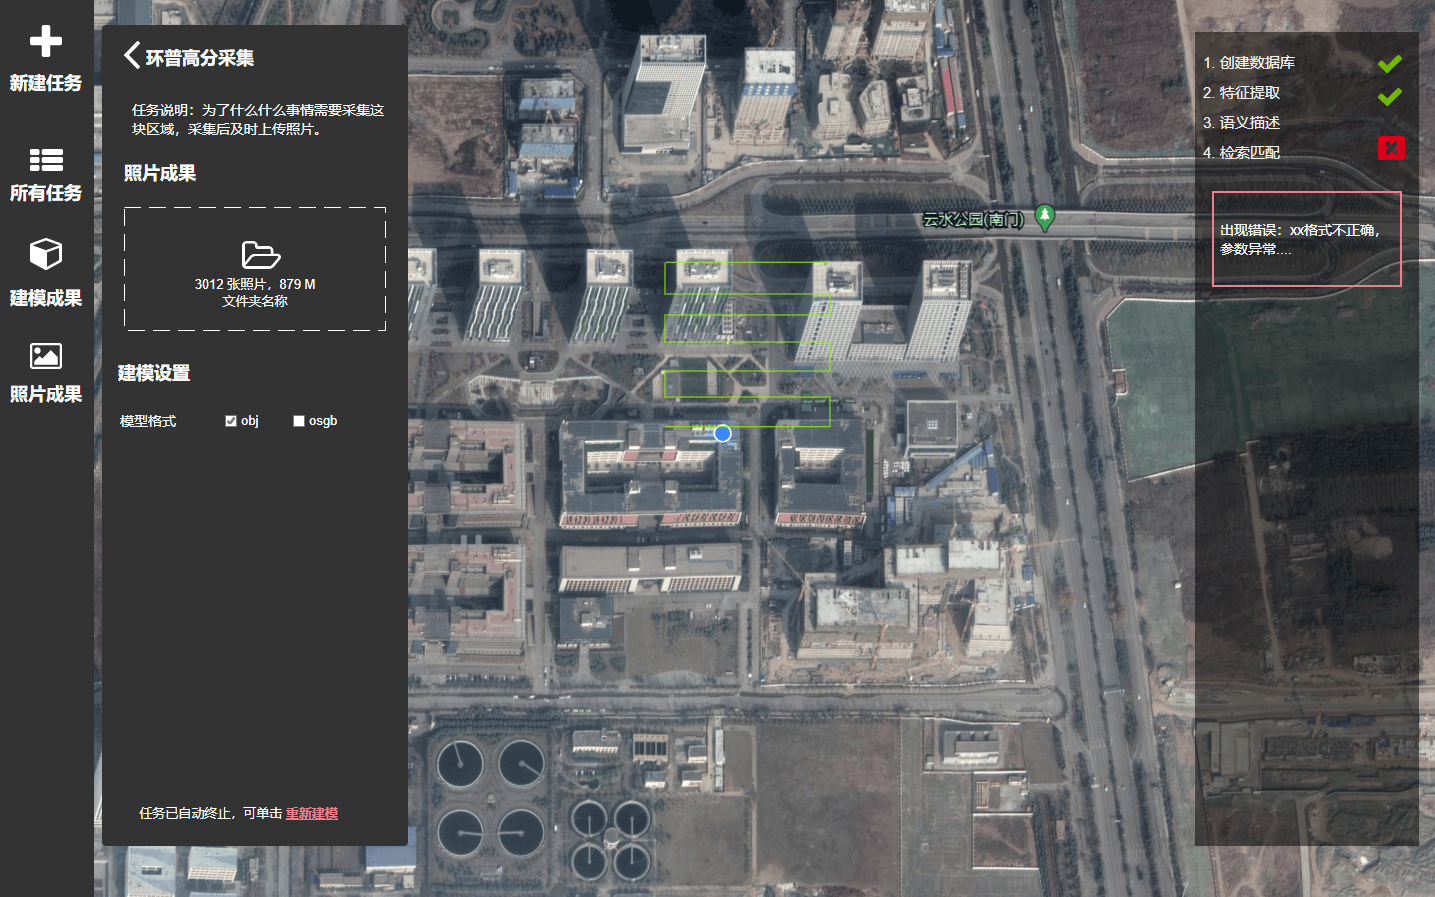 新建任务
所有任务
建模成果
照片成果
环普高分采集
任务说明：为了什么什么事情需要采集这
块区域，采集后及时上传照片。
照片成果
3012 张照片，879 M
文件夹名称
建模设置
模型格式 obj osgb
任务已自动终止，可单击 重新建模
云水公园(南门)
1. 创建数据库
2. 特征提取
3. 语义描述
4. 检索匹配
出现错误：xx格式不正确，
参数异常....